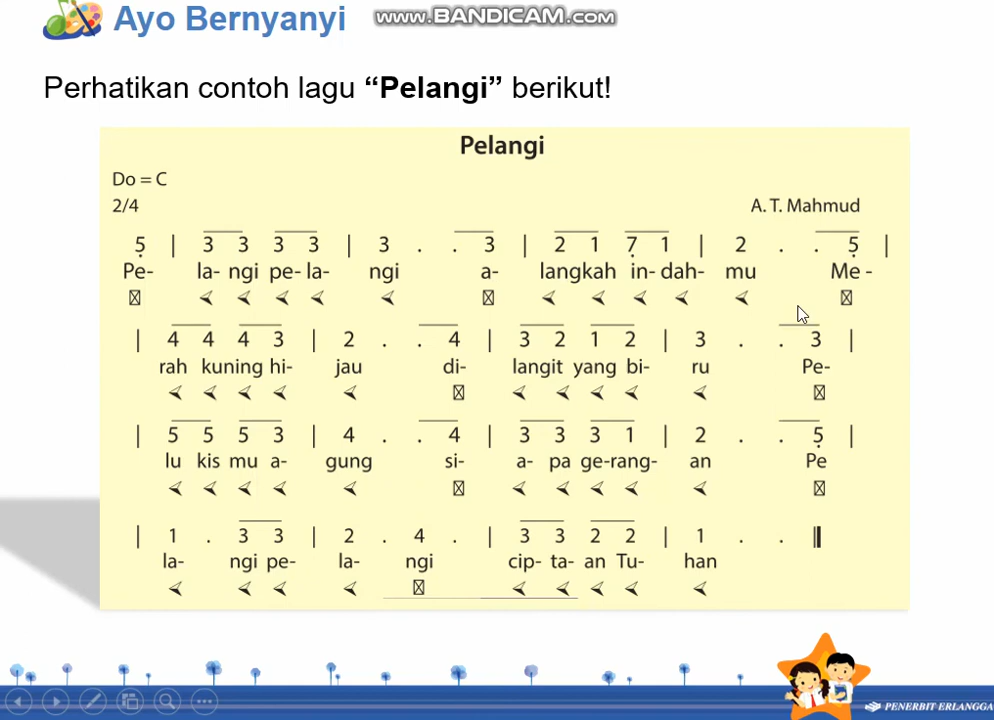 Ayo Bernyanyi
www.BANDICAM.com
Perhatikan contoh lagu “Pelangi” berikut!
Pelangi
Do = C
2/4
A. T. Mahmud
5̣ | 3 3 3 3 | 3 . . 3 | 2 1 7̣ 1 | 2 . . 5̣ |
Pe- la- ngi pe- la- ngi a- langkah in- dah- mu Me -
| 4 4 4 3 | 2 . . 4 | 3 2 1 2 | 3 . . 3 |
rah kuning hi- jau di- langit yang bi- ru Pe-
| 5 5 5 3 | 4 . . 4 | 3 3 3 1 | 2 . . 5̣ |
lu kis mu a- gung si- a- pa ge-rang- an Pe
| 1 . 3 3 | 2 . 4 . | 3 3 2 2 | 1 . . ‖
la- ngi pe- la- ngi cip- ta- an Tu- han
PENERBIT ERLANGGA